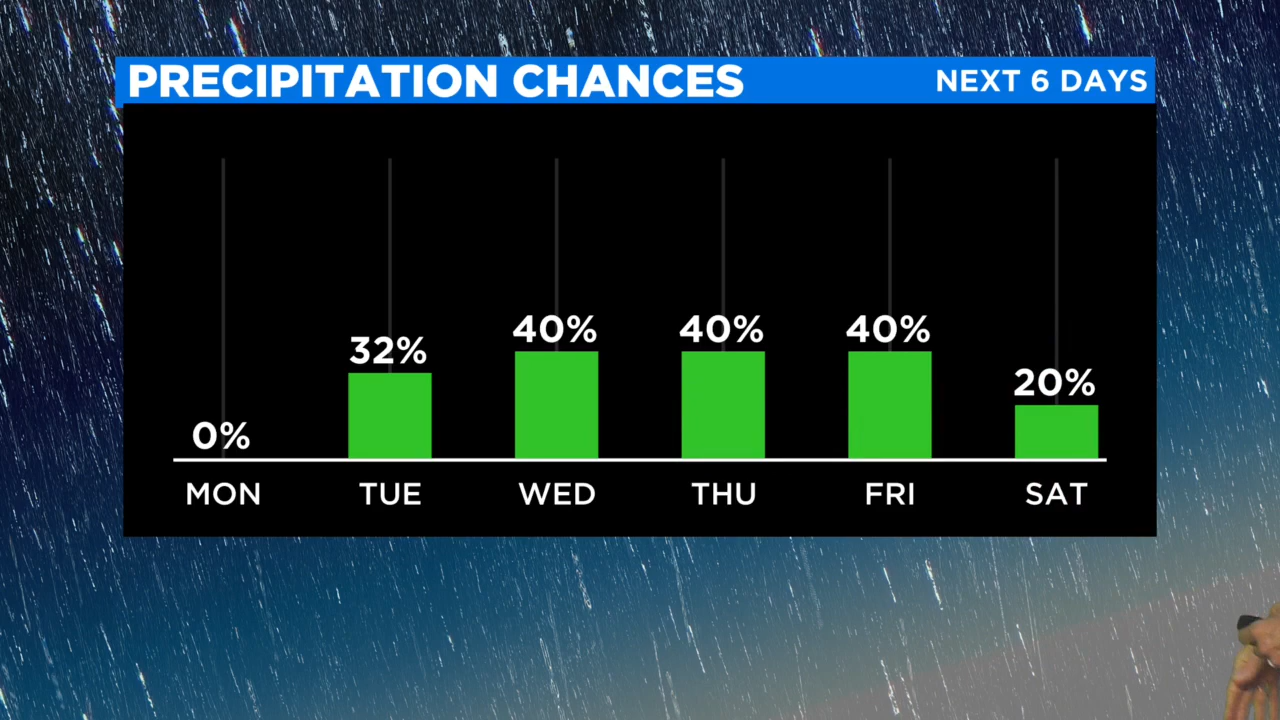 PRECIPITATION CHANCES NEXT 6 DAYS
0% 32% 40% 40% 40% 20%
MON TUE WED THU FRI SAT